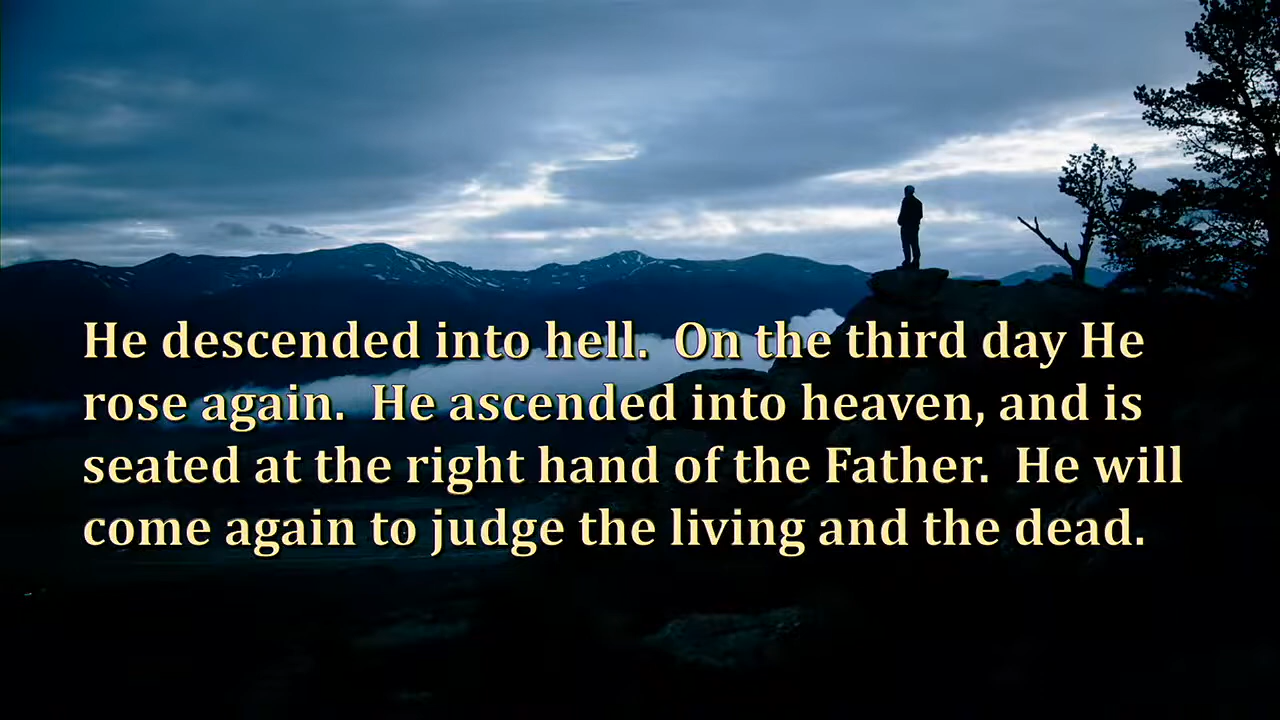 He descended into hell.  On the third day He
rose again.  He ascended into heaven, and is
seated at the right hand of the Father.  He will
come again to judge the living and the dead.